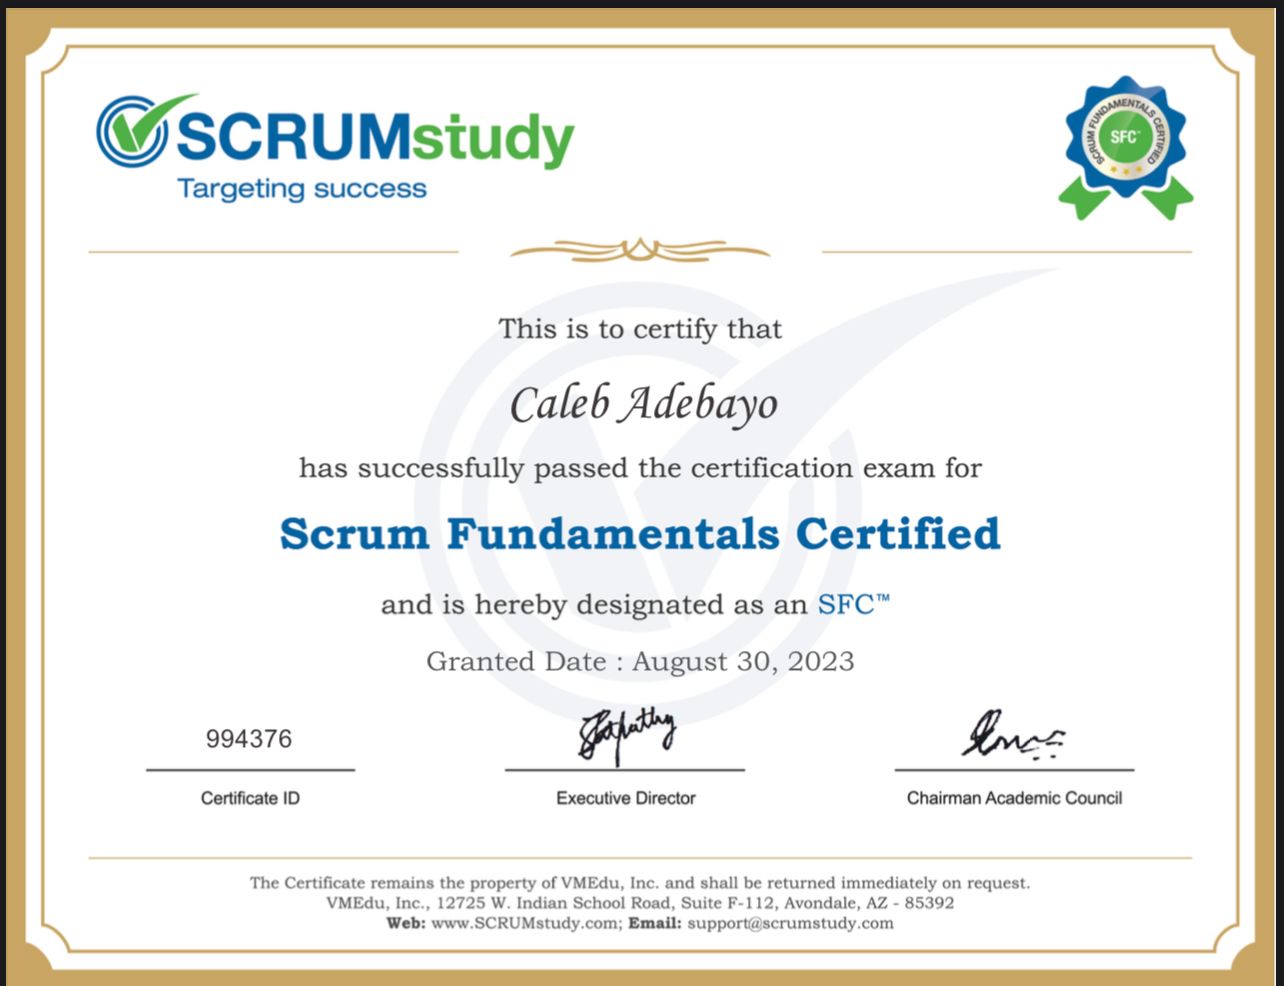 SCRUMstudy
Targeting success
SCRUM FUNDAMENTALS CERTIFIED
SFC™
This is to certify that
Caleb Adebayo
has successfully passed the certification exam for
Scrum Fundamentals Certified
and is hereby designated as an SFC™
Granted Date : August 30, 2023
994376
Certificate ID
Executive Director
Chairman Academic Council
The Certificate remains the property of VMEdu, Inc. and shall be returned immediately on request.
VMEdu, Inc., 12725 W. Indian School Road, Suite F-112, Avondale, AZ - 85392
Web: www.SCRUMstudy.com; Email: support@scrumstudy.com